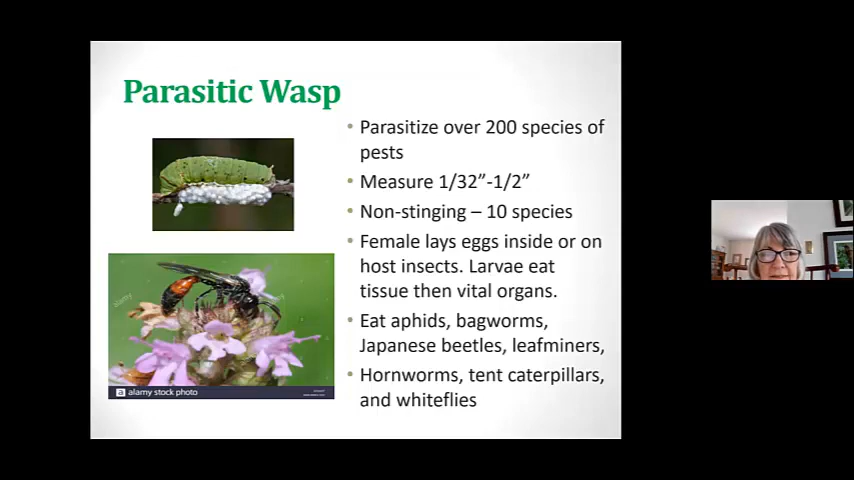 Parasitic Wasp
• Parasitize over 200 species of
pests
• Measure 1/32”-1/2”
• Non-stinging – 10 species
• Female lays eggs inside or on
host insects. Larvae eat
tissue then vital organs.
• Eat aphids, bagworms,
Japanese beetles, leafminers,
• Hornworms, tent caterpillars,
and whiteflies
alamy
a alamy stock photo